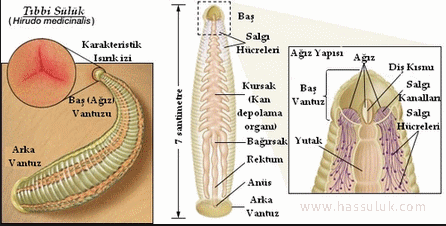 Tıbbi Sülük
(Hirudo medicinalis)
Karakteristik
Isırık izi
Baş (Ağız)
Vantuzu
Arka
Vantuz
7 santimetre
Baş
Salgı
Hücreleri
Kursak (Kan
depolama
organı)
Bağırsak
Rektum
Anüs
Arka
Vantuz
Ağız Yapısı
Ağız
Diş Kısmı
Baş
Vantuz
Salgı
Kanalları
Salgı
Hücreleri
Yutak
www.hassuluk.com